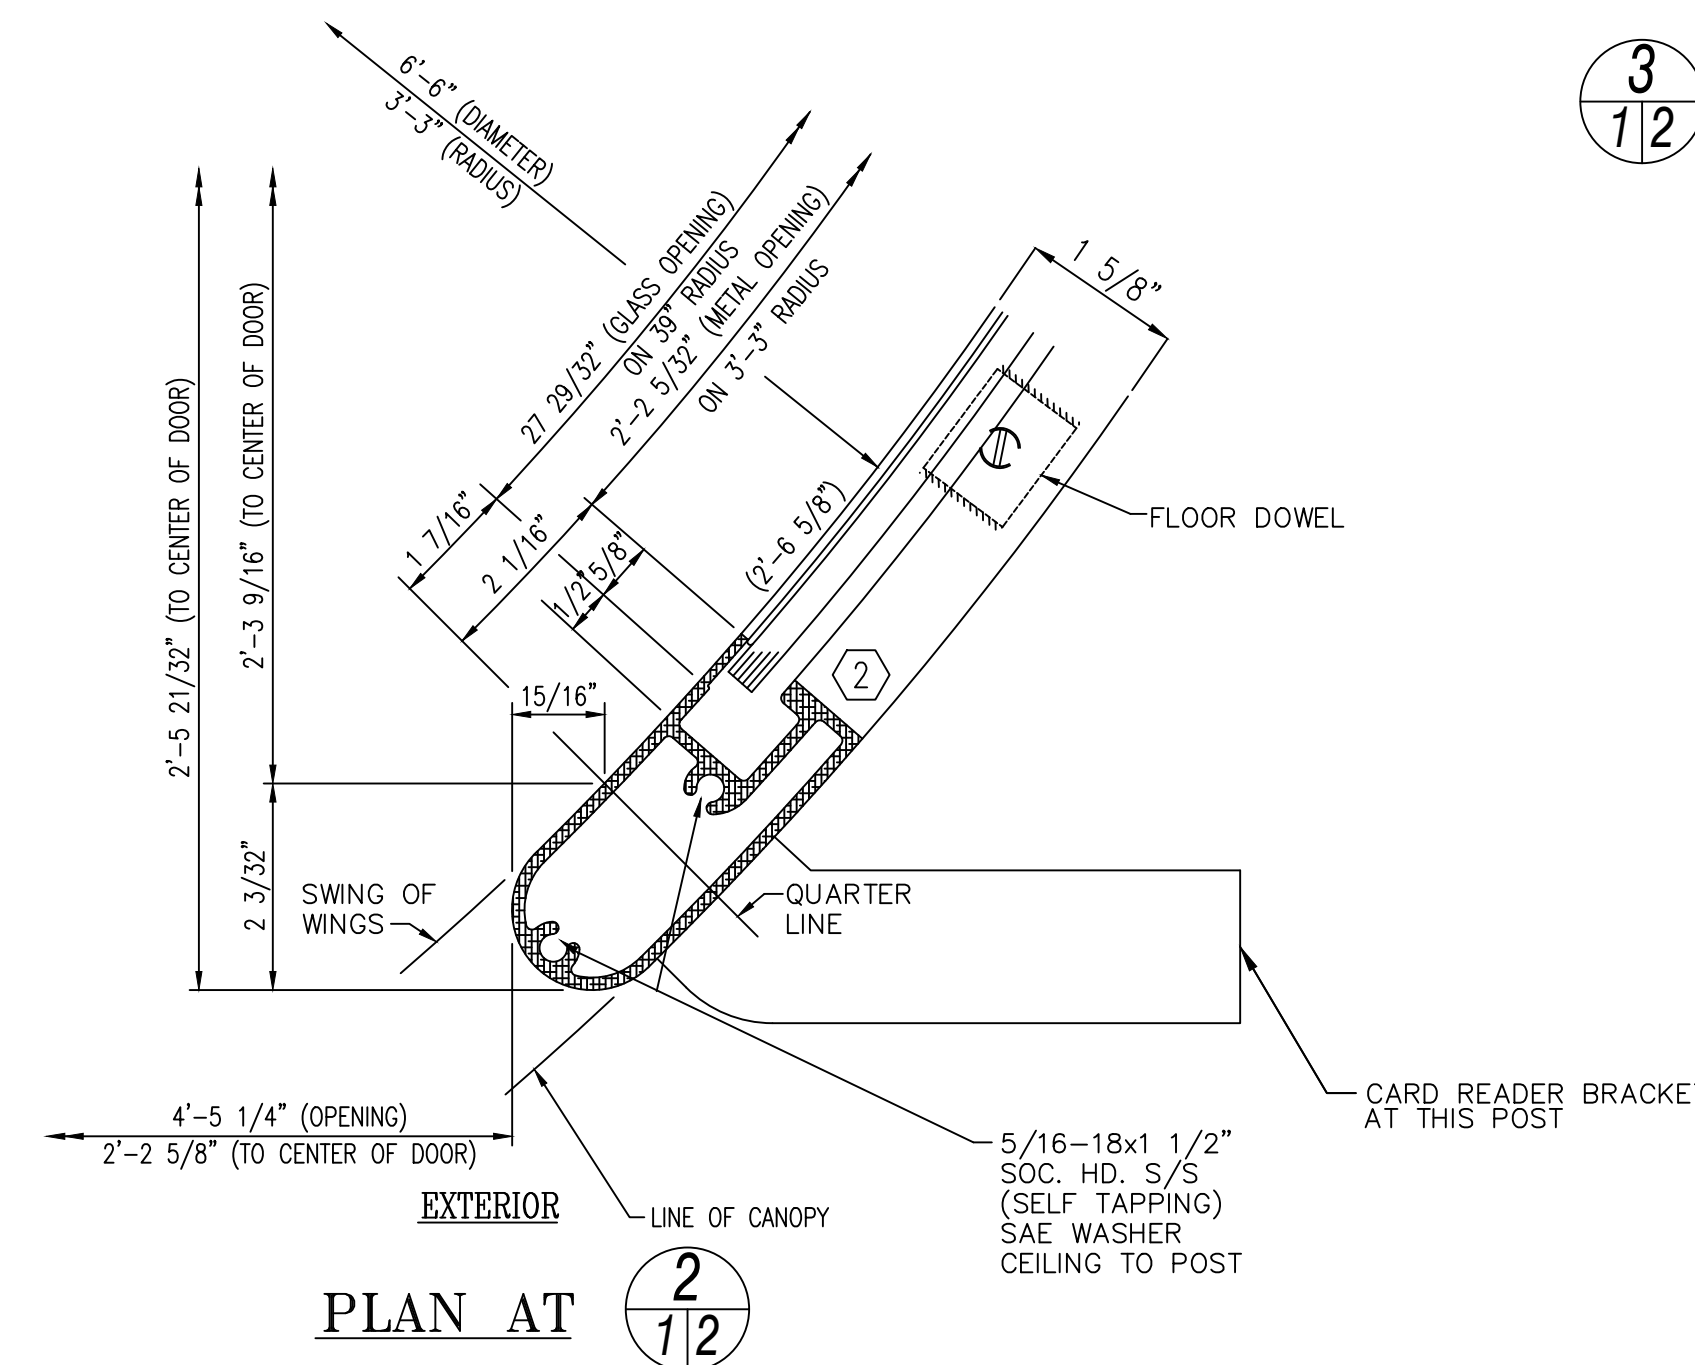 6'-6" (DIAMETER)
3'-3" (RADIUS)
3
1 2
27 29/32" (GLASS OPENING)
ON 39" RADIUS
2'-2 5/32" (METAL OPENING)
ON 3'-3" RADIUS
1 5/8"
2'-5 21/32" (TO CENTER OF DOOR)
2'-3 9/16" (TO CENTER OF DOOR)
1 7/16"
2 1/16"
1/2"
5/8"
(2'-6 5/8")
FLOOR DOWEL
2
15/16"
2 3/32"
SWING OF
WINGS
QUARTER
LINE
CARD READER BRACKET
AT THIS POST
4'-5 1/4" (OPENING)
2'-2 5/8" (TO CENTER OF DOOR)
5/16-18x1 1/2"
SOC. HD. S/S
(SELF TAPPING)
SAE WASHER
CEILING TO POST
EXTERIOR
LINE OF CANOPY
PLAN AT
2
1 2